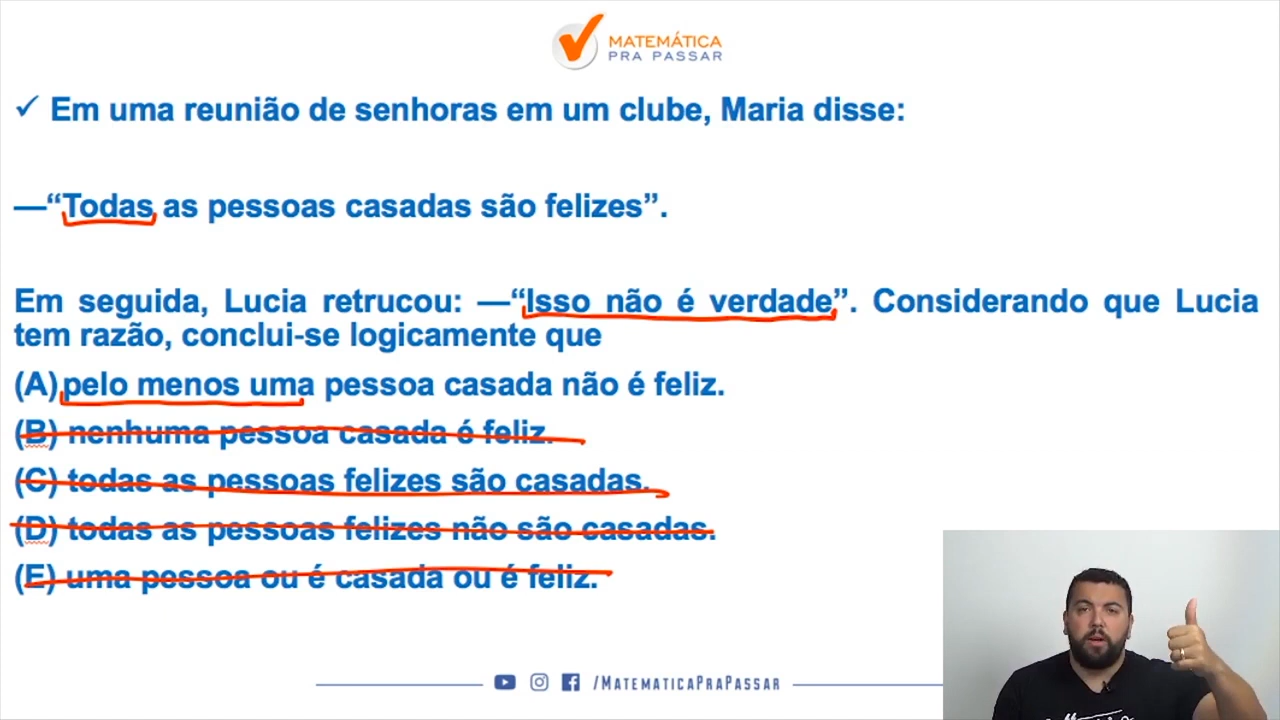 MATEMÁTICA
PRA PASSAR
✓ Em uma reunião de senhoras em um clube, Maria disse:
—“Todas as pessoas casadas são felizes”.
Em seguida, Lucia retrucou: —“Isso não é verdade”. Considerando que Lucia
tem razão, conclui-se logicamente que
(A) pelo menos uma pessoa casada não é feliz.
(B) nenhuma pessoa casada é feliz.
(C) todas as pessoas felizes são casadas.
(D) todas as pessoas felizes não são casadas.
(E) uma pessoa ou é casada ou é feliz.
/MATEMATICAPRAPASSAR